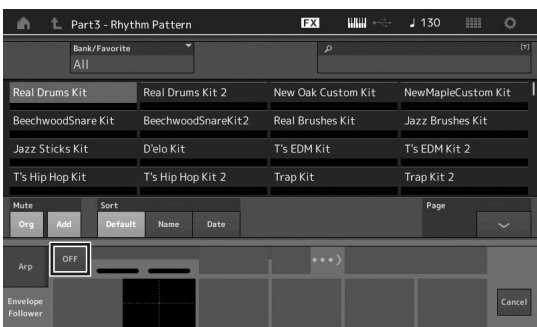 Part3 - Rhythm Pattern FX ♩ 130
Bank/Favorite
All
[T]
Real Drums Kit Real Drums Kit 2 New Oak Custom Kit NewMapleCustom Kit
BeechwoodSnare Kit BeechwoodSnareKit2 Real Brushes Kit Jazz Brushes Kit
Jazz Sticks Kit D'elo Kit T's EDM Kit T's EDM Kit 2
T's Hip Hop Kit T's Hip Hop Kit 2 Trap Kit Trap Kit 2
Mute Sort Page
Org Add Default Name Date
Arp OFF
Envelope
Follower
Cancel